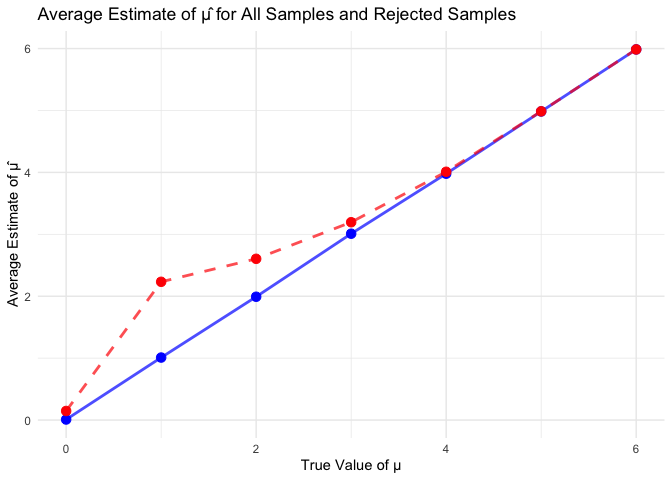 Average Estimate of μ̂ for All Samples and Rejected Samples
6
4
2
0
Average Estimate of μ̂
0
2
4
6
True Value of μ